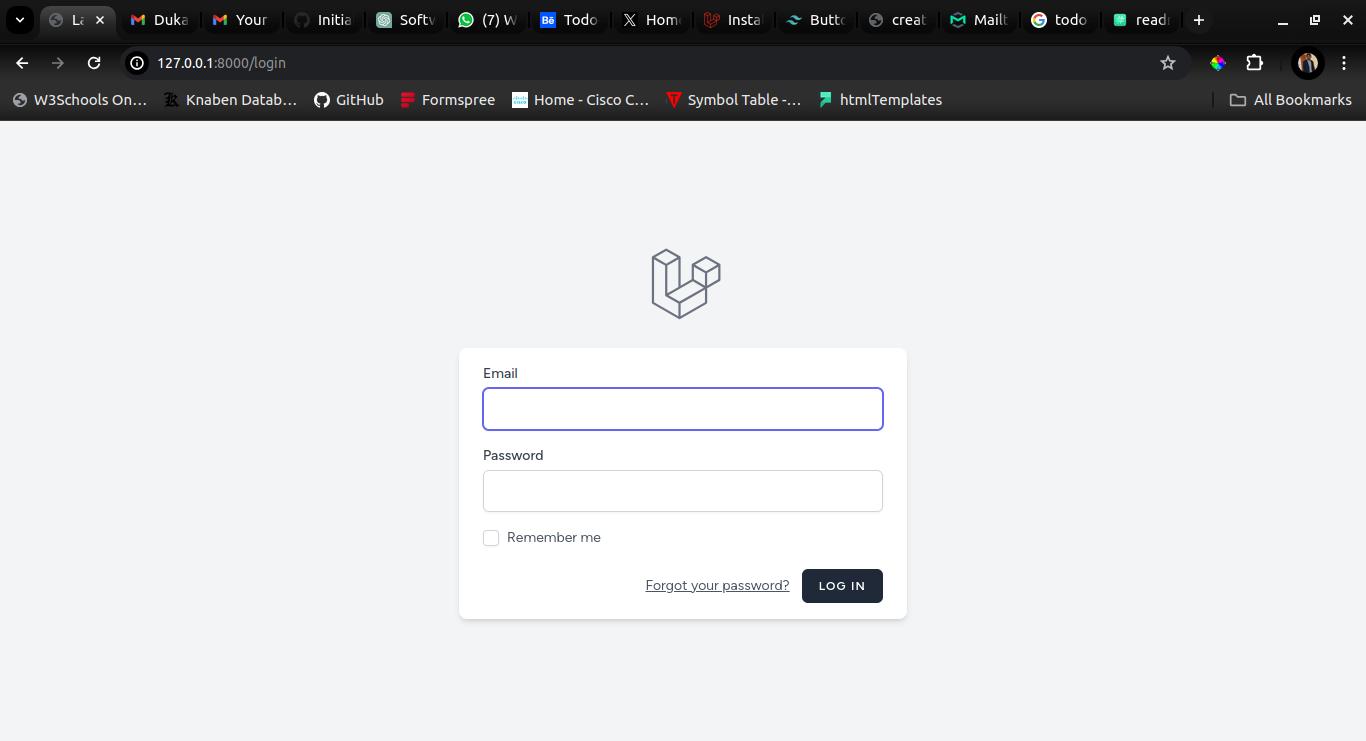 La Duka Your Initia Softv (7) W Todo Home Insta Butto creat Mailt todo readr
127.0.0.1:8000/login
W3Schools On... Knaben Datab... GitHub Formspree Home - Cisco C... Symbol Table -... htmlTemplates All Bookmarks
Email
Password
Remember me
Forgot your password? LOG IN